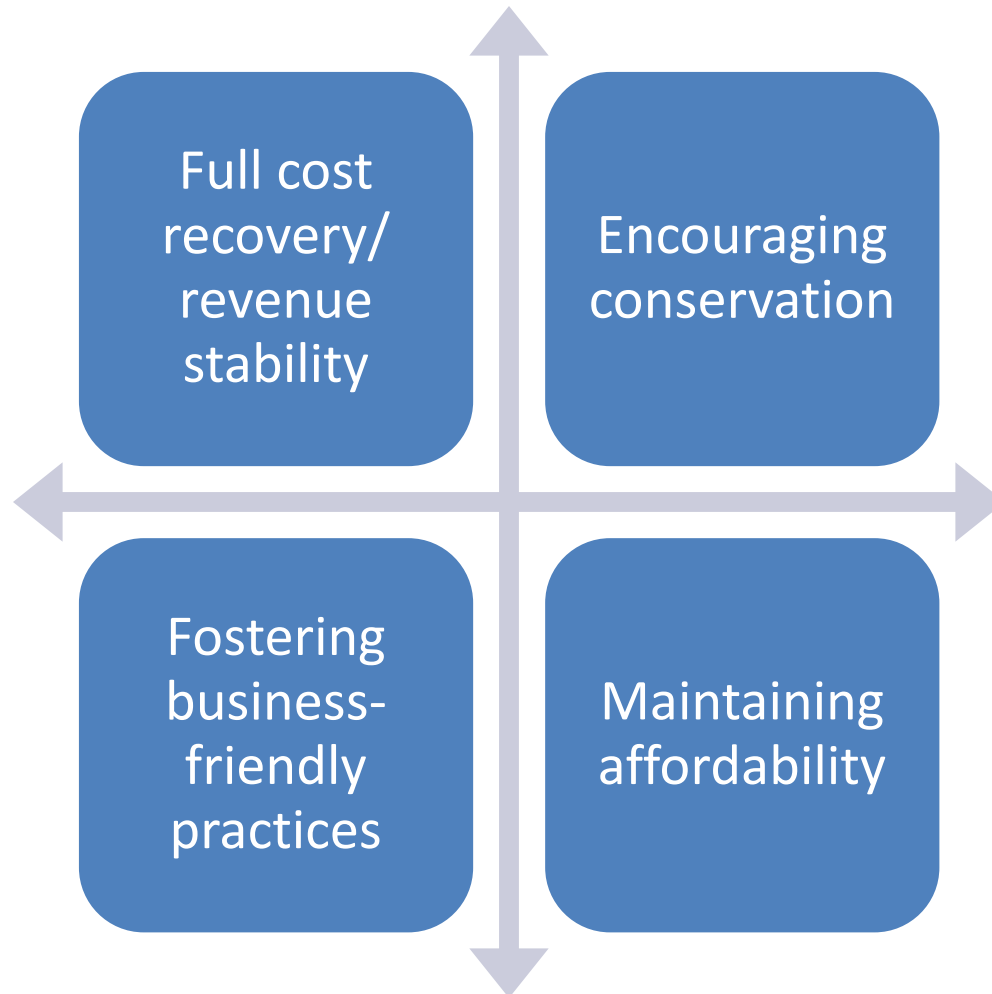 Full cost
recovery/
revenue
stability
Encouraging
conservation
Fostering
business-
friendly
practices
Maintaining
affordability